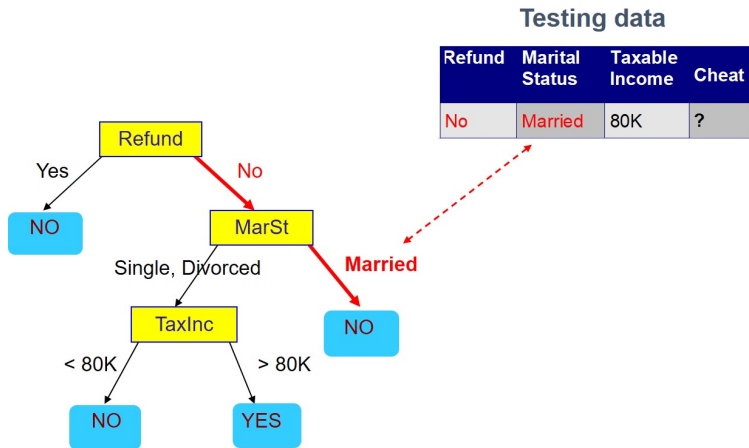 Testing data
Refund Marital Status Taxable Income Cheat
No Married 80K ?
Refund
Yes No
NO MarSt
Single, Divorced Married
TaxInc NO
< 80K > 80K
NO YES